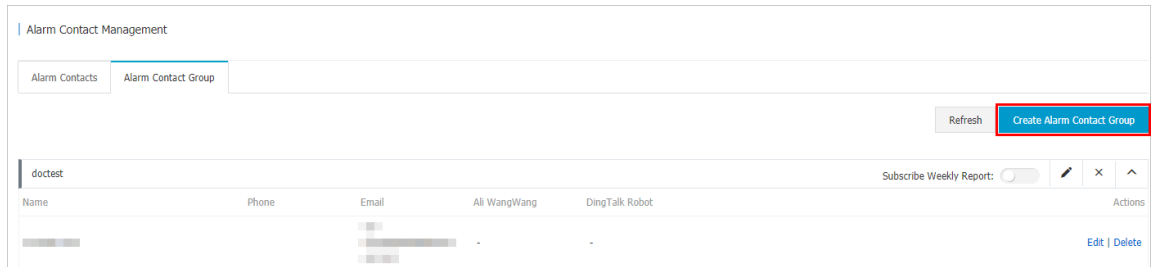 Alarm Contact Management
Alarm Contacts Alarm Contact Group
Refresh Create Alarm Contact Group
doctest Subscribe Weekly Report:
Name Phone Email Ali WangWang DingTalk Robot Actions
- - Edit | Delete